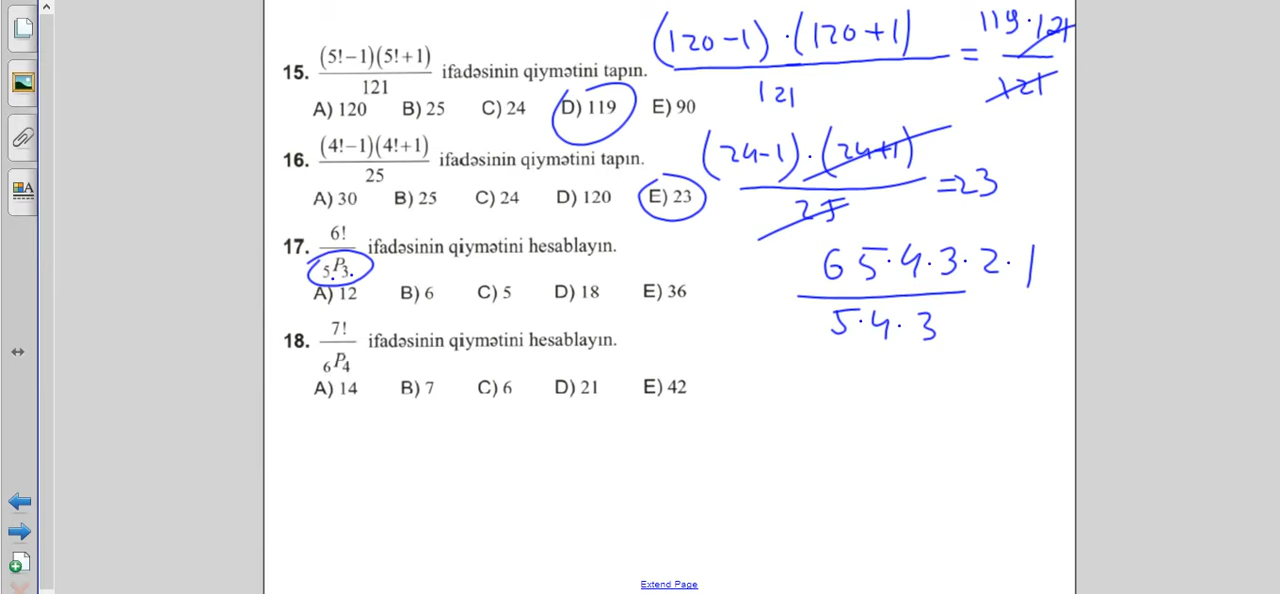 15. (5!−1)(5!+1) / 121 ifadəsinin qiymətini tapın.
(120-1)·(120+1) / 121 = 119·121 / 121
A) 120 B) 25 C) 24 D) 119 E) 90
16. (4!−1)(4!+1) / 25 ifadəsinin qiymətini tapın.
(24-1)·(24+1) / 25 = 23
A) 30 B) 25 C) 24 D) 120 E) 23
17. 6! / ₅P₃ ifadəsinin qiymətini hesablayın.
6 5·4·3·2·1 / 5·4·3
A) 12 B) 6 C) 5 D) 18 E) 36
18. 7! / ₆P₄ ifadəsinin qiymətini hesablayın.
A) 14 B) 7 C) 6 D) 21 E) 42
Extend Page